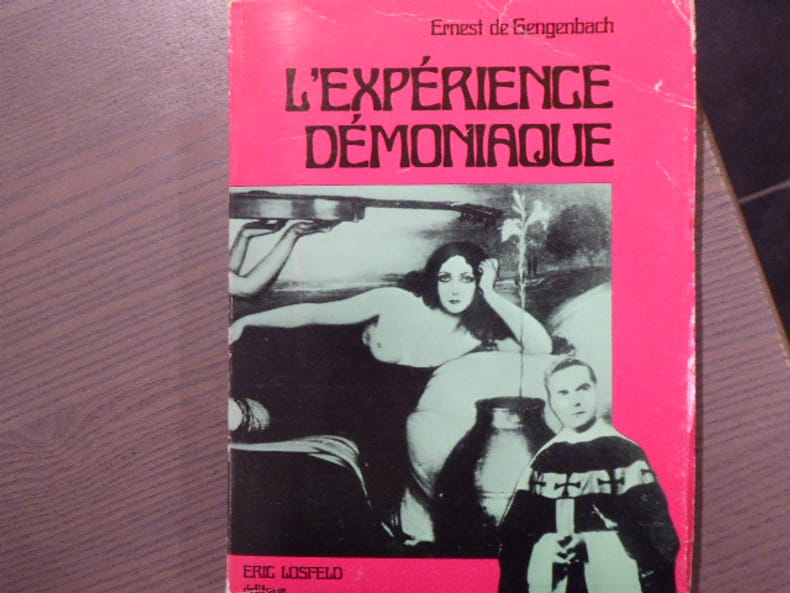 Ernest de Gengenbach
L'EXPÉRIENCE
DÉMONIAQUE
ERIC LOSFELD